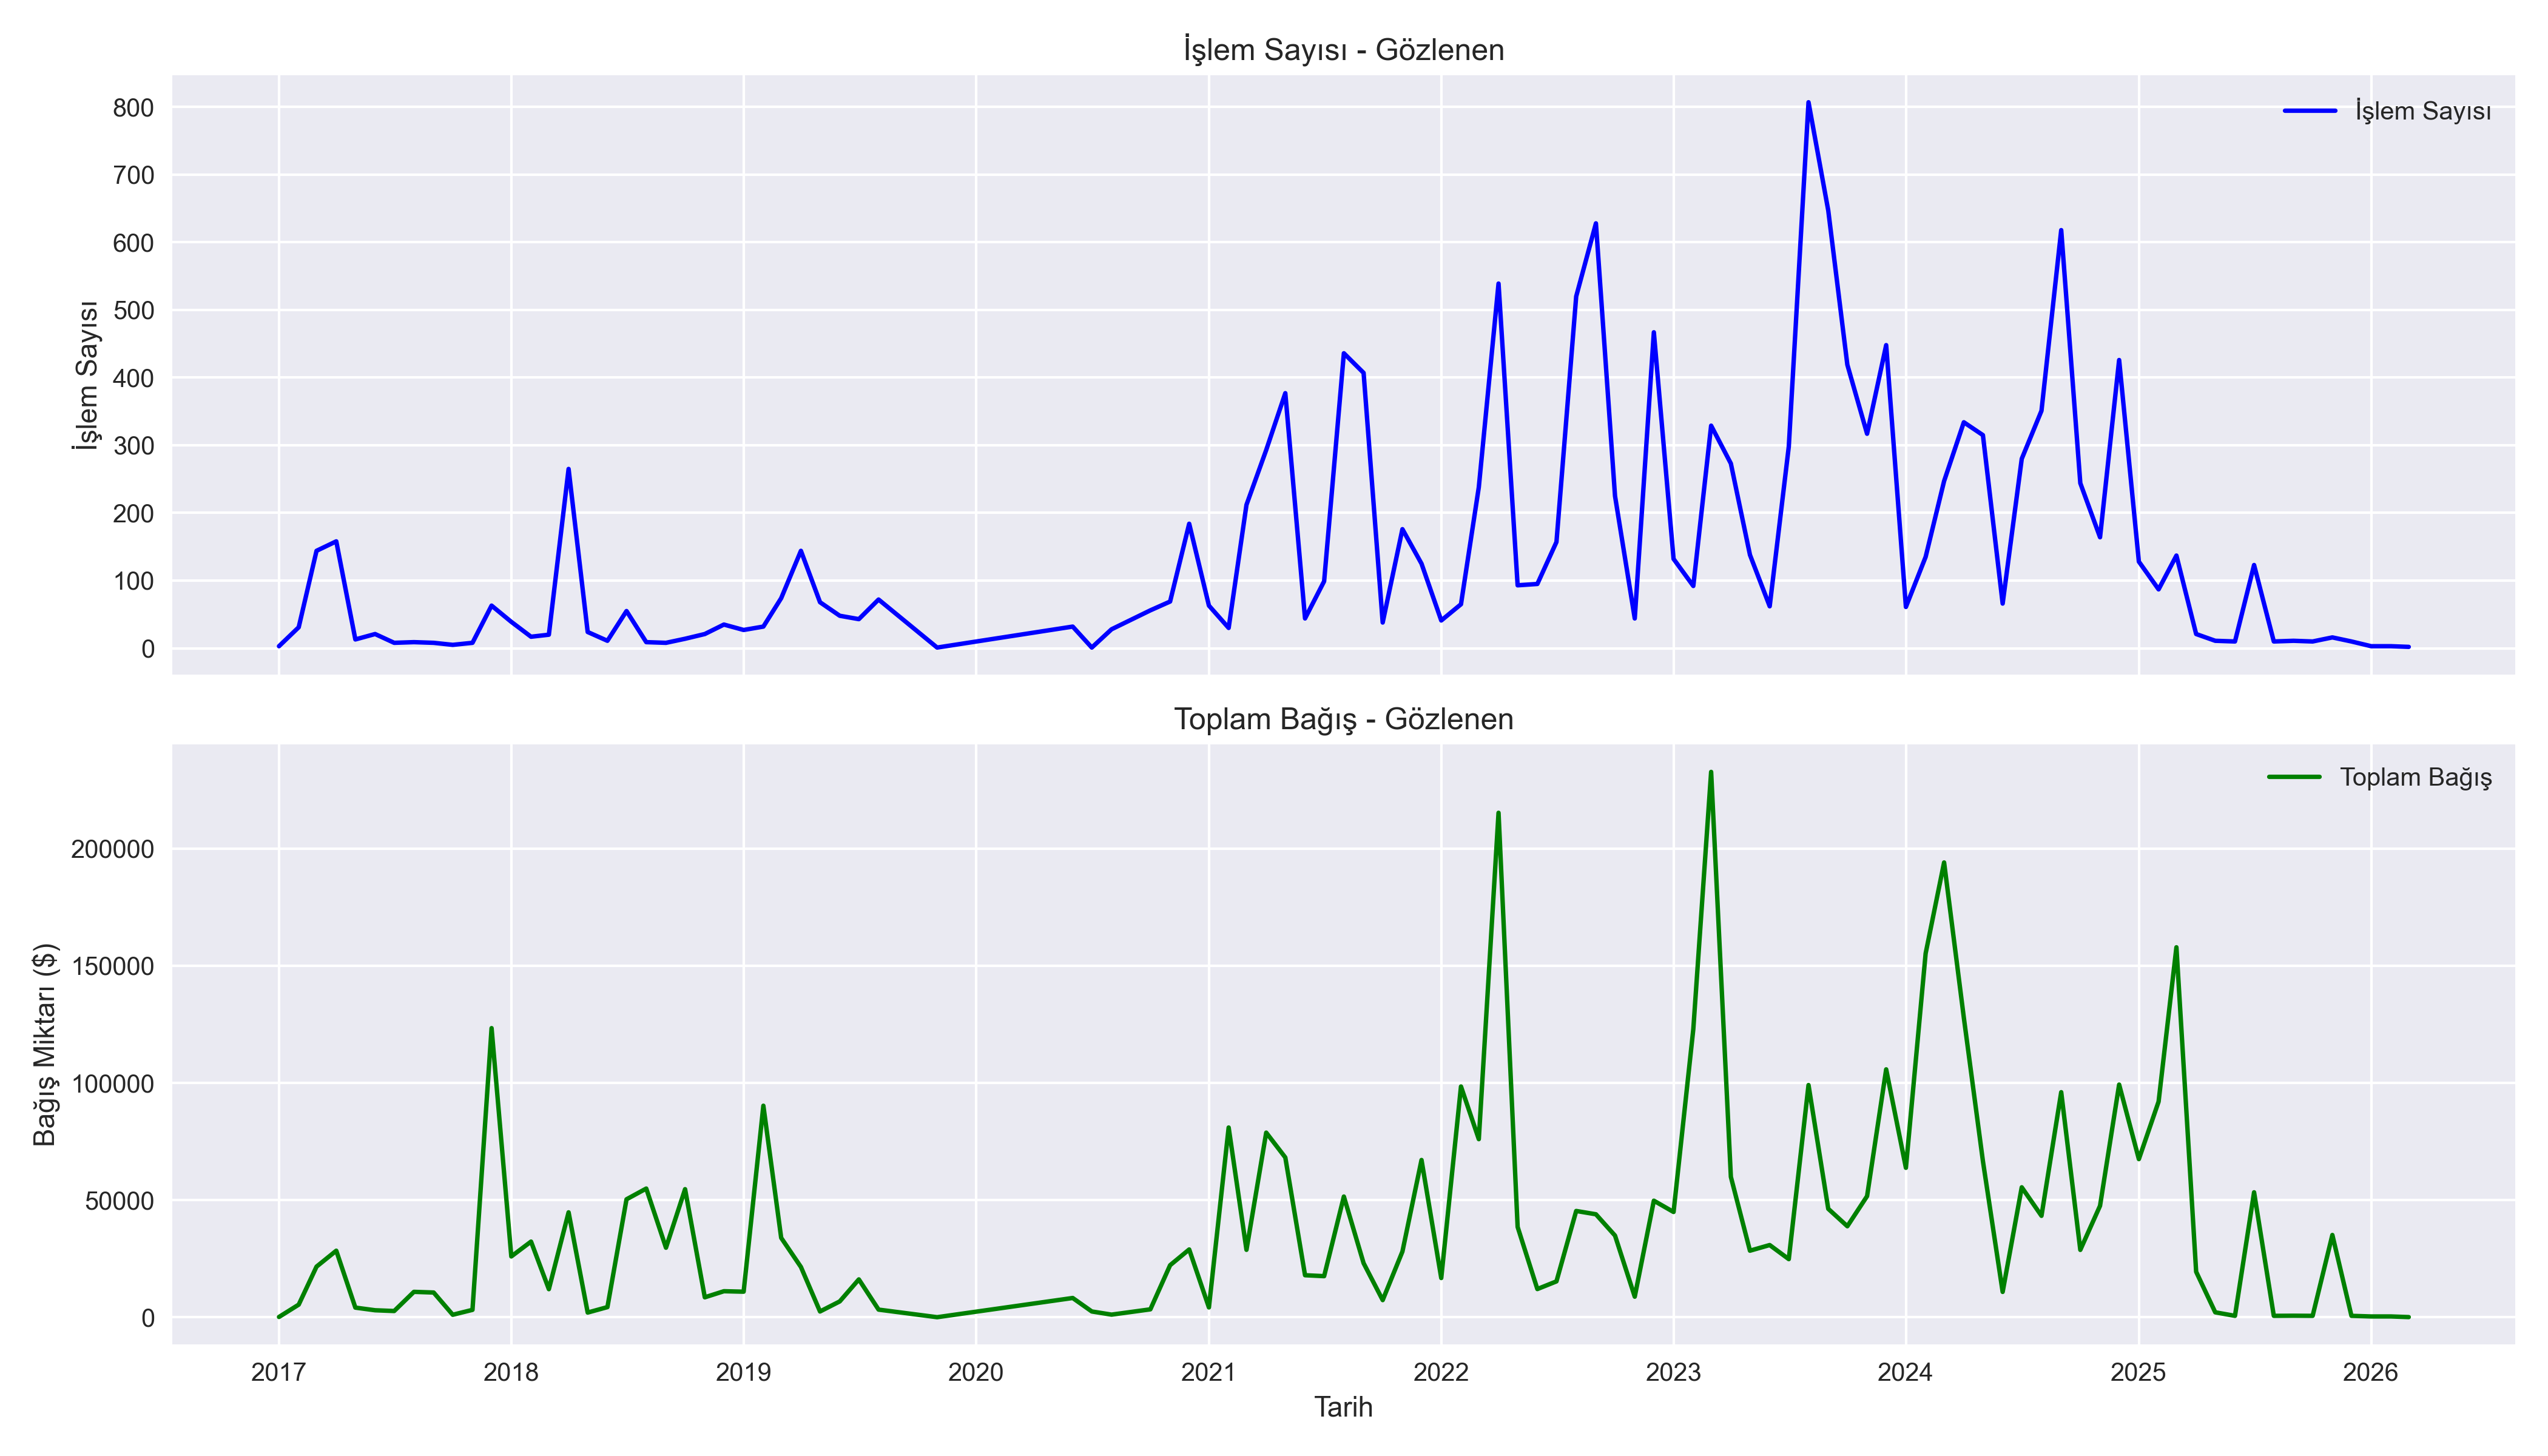 İşlem Sayısı - Gözlenen
İşlem Sayısı
800
700
600
500
400
300
200
100
0
İşlem Sayısı
Toplam Bağış - Gözlenen
Toplam Bağış
200000
150000
100000
50000
0
Bağış Miktarı ($)
2017 2018 2019 2020 2021 2022 2023 2024 2025 2026
Tarih